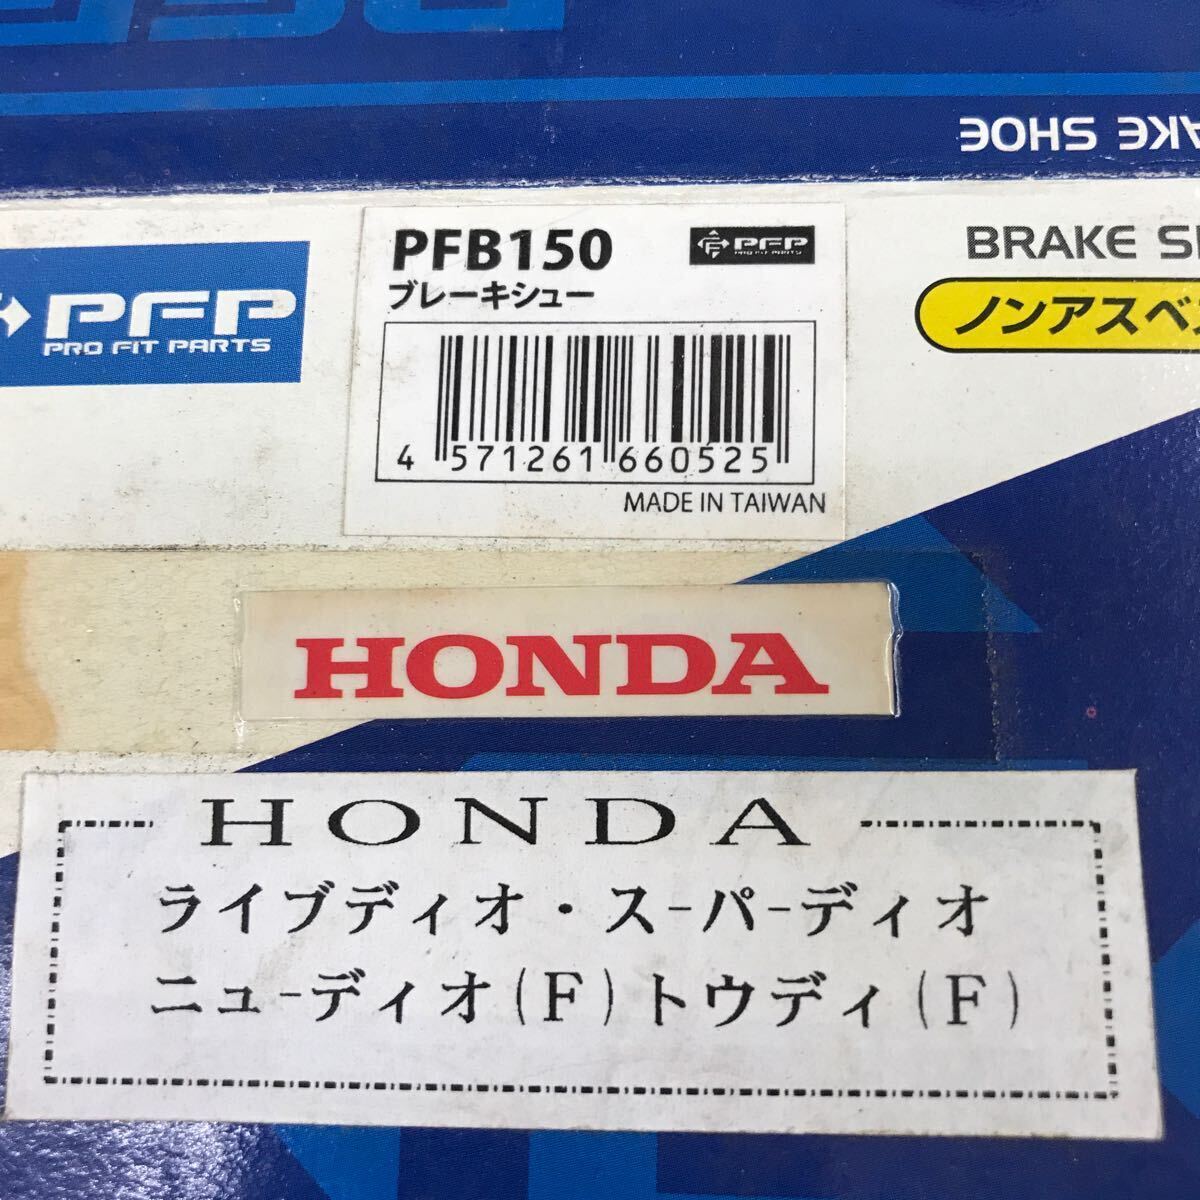 BRAKE SHOE
PFP
PRO FIT PARTS
PFB150
PFP
PRO FIT PARTS
ブレーキシュー
4 571261 660525
MADE IN TAIWAN
BRAKE
ノンアスベ
HONDA
HONDA
ライブディオ・スーパーディオ
ニューディオ(F)トウディ(F)